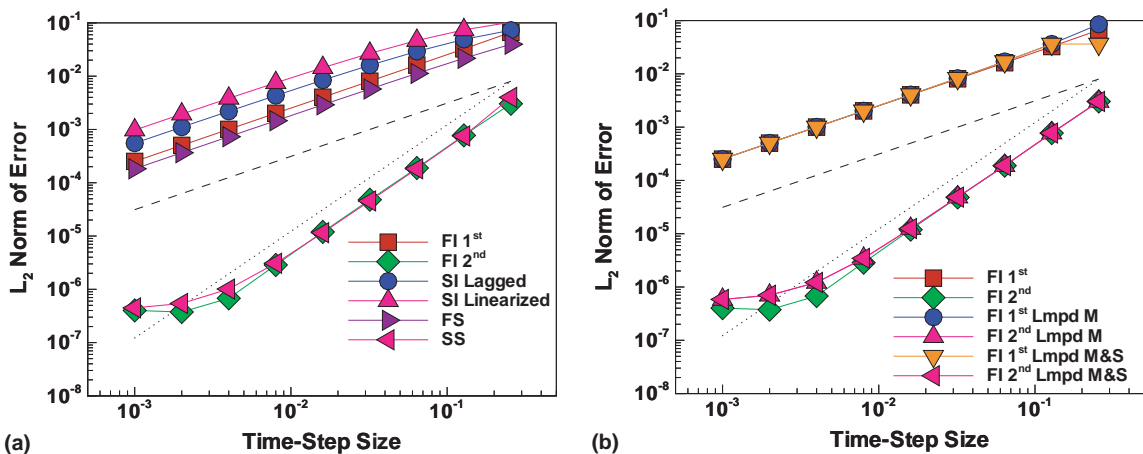 10⁻¹
10⁻²
10⁻³
10⁻⁴
10⁻⁵
10⁻⁶
10⁻⁷
10⁻⁸
L₂ Norm of Error
FI 1ˢᵗ
FI 2ⁿᵈ
SI Lagged
SI Linearized
FS
SS
10⁻³
10⁻²
10⁻¹
Time-Step Size
(a)
10⁻¹
10⁻²
10⁻³
10⁻⁴
10⁻⁵
10⁻⁶
10⁻⁷
10⁻⁸
L₂ Norm of Error
FI 1ˢᵗ
FI 2ⁿᵈ
FI 1ˢᵗ Lmpd M
FI 2ⁿᵈ Lmpd M
FI 1ˢᵗ Lmpd M&S
FI 2ⁿᵈ Lmpd M&S
10⁻³
10⁻²
10⁻¹
Time-Step Size
(b)